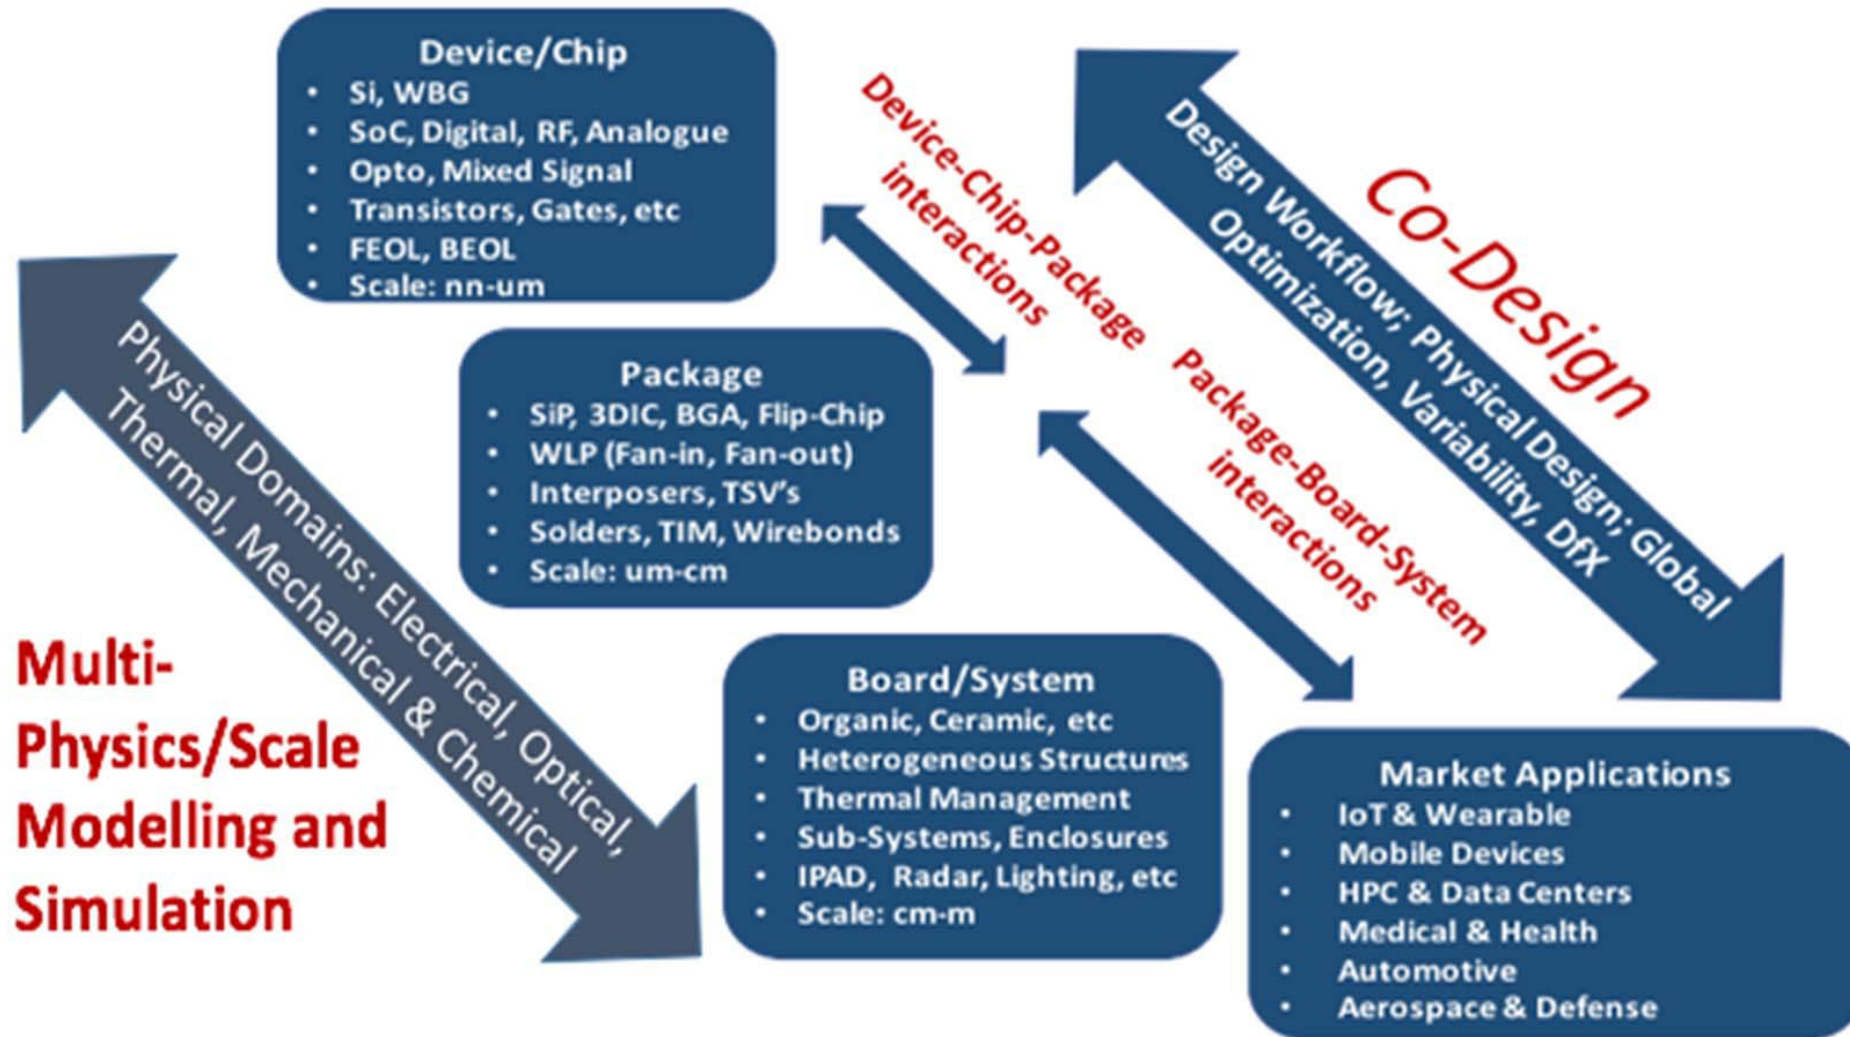 Device/Chip
• Si, WBG
• SoC, Digital, RF, Analogue
• Opto, Mixed Signal
• Transistors, Gates, etc
• FEOL, BEOL
• Scale: nn-um
Device-Chip-Package
interactions
Design Workflow; Physical Design; Global
Optimization, Variability, DfX
Co-Design
Physical Domains: Electrical, Optical,
Thermal, Mechanical & Chemical
Package
• SiP, 3DIC, BGA, Flip-Chip
• WLP (Fan-in, Fan-out)
• Interposers, TSV’s
• Solders, TIM, Wirebonds
• Scale: um-cm
Package-Board-System
interactions
Multi-
Physics/Scale
Modelling and
Simulation
Board/System
• Organic, Ceramic, etc
• Heterogeneous Structures
• Thermal Management
• Sub-Systems, Enclosures
• IPAD, Radar, Lighting, etc
• Scale: cm-m
Market Applications
• IoT & Wearable
• Mobile Devices
• HPC & Data Centers
• Medical & Health
• Automotive
• Aerospace & Defense